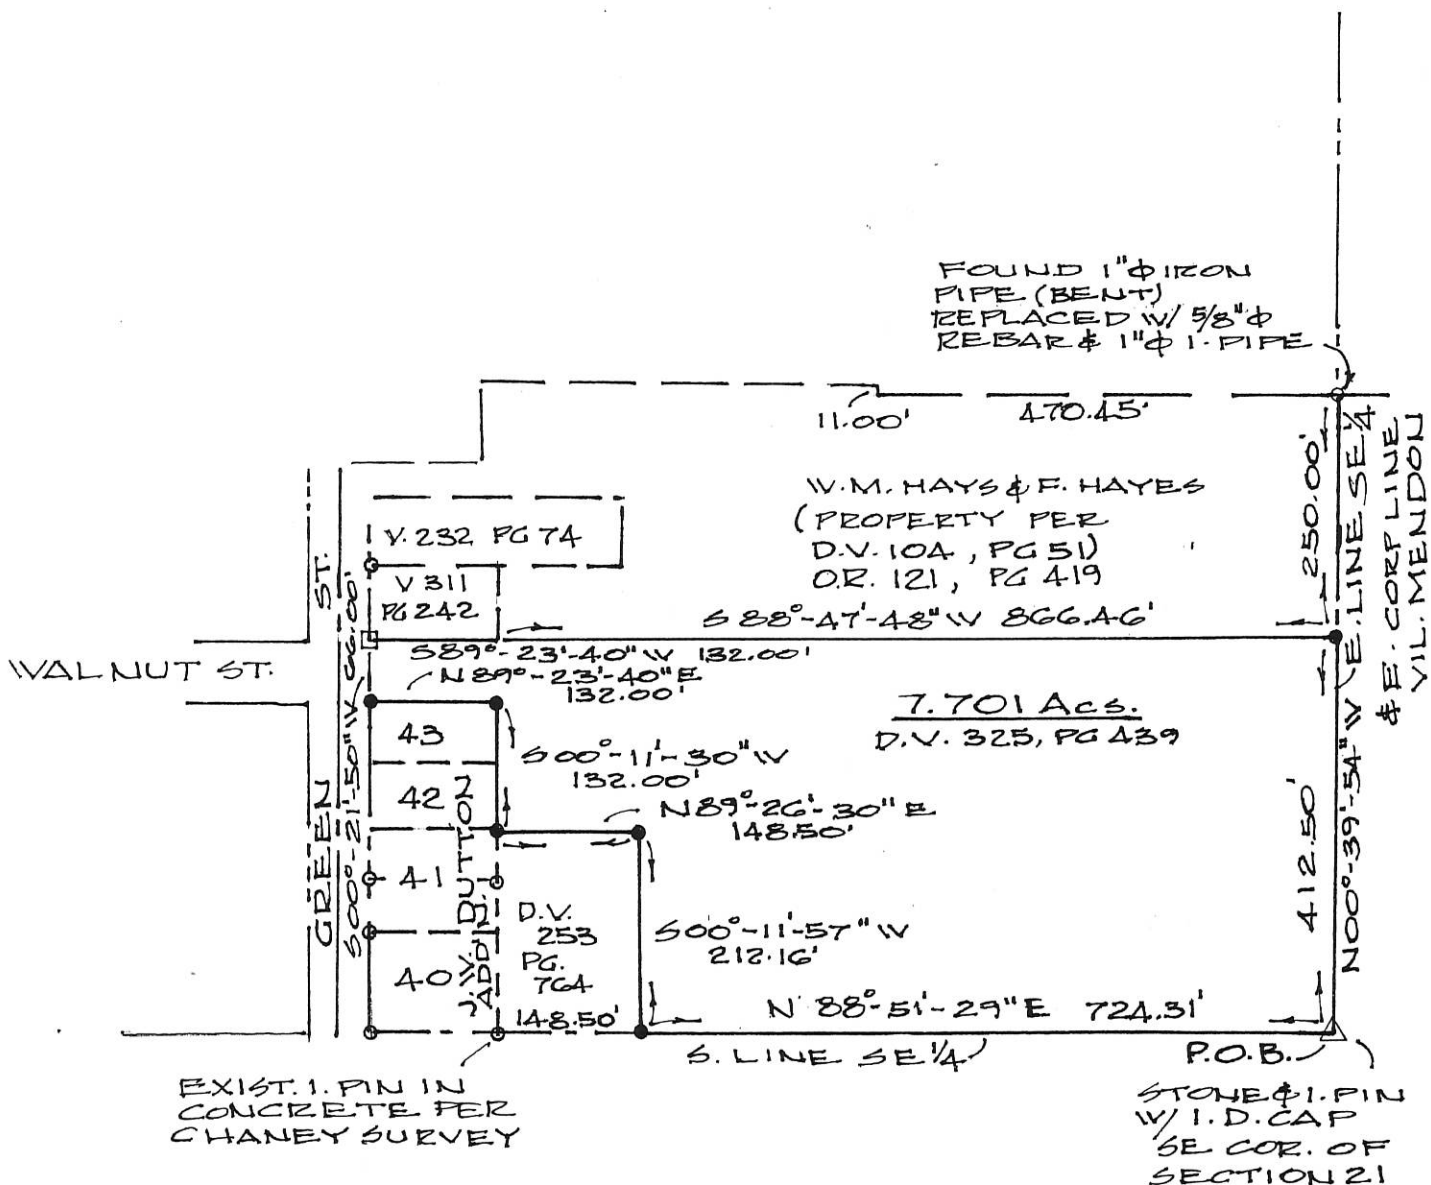 FOUND 1"⌀ IRON
PIPE (BENT)
REPLACED W/ 5/8"⌀
REBAR & 1"⌀ I. PIPE
11.00'
470.45'
W.M. HAYS & F. HAYES
(PROPERTY PER
D.V. 104, PG 51)
O.R. 121, PG 419
250.00'
E. LINE SE 1/4
& E. CORP LINE
VIL. MENDON
V. 232 PG 74
V 311
PG 242
S 88°-47'-48" W 866.46'
WALNUT ST.
S 89°-23'-40" W 132.00'
N 89°-23'-40" E
132.00'
7.701 Acs.
D.V. 325, PG 439
GREEN ST.
S 00°-21'-50" W 66.00'
43
42
41
40
J.W. DUTTON
ADD'N.
S 00°-11'-30" W
132.00'
N 89°-26'-30" E
148.50'
D.V.
253
PG.
764
148.50'
S 00°-11'-57" W
212.16'
412.50'
N 00°-39'-54" W
N 88°-51'-29" E 724.31'
S. LINE SE 1/4
P.O.B.
EXIST. I. PIN IN
CONCRETE PER
CHANEY SURVEY
STONE & I. PIN
W/ I.D. CAP
SE COR. OF
SECTION 21